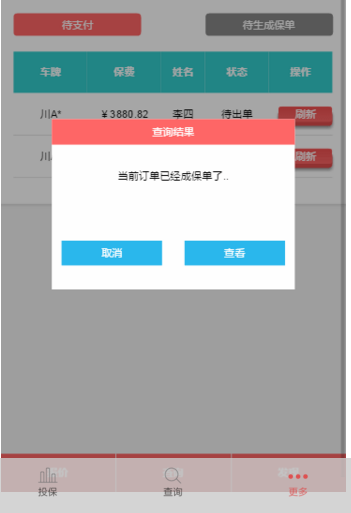 待支付 待生成保单
车牌 保费 姓名 状态 操作
川A* ￥3880.82 李四 待出单 刷新
川 刷新
查询结果
当前订单已经成保单了..
取消 查看
投保 查询 更多